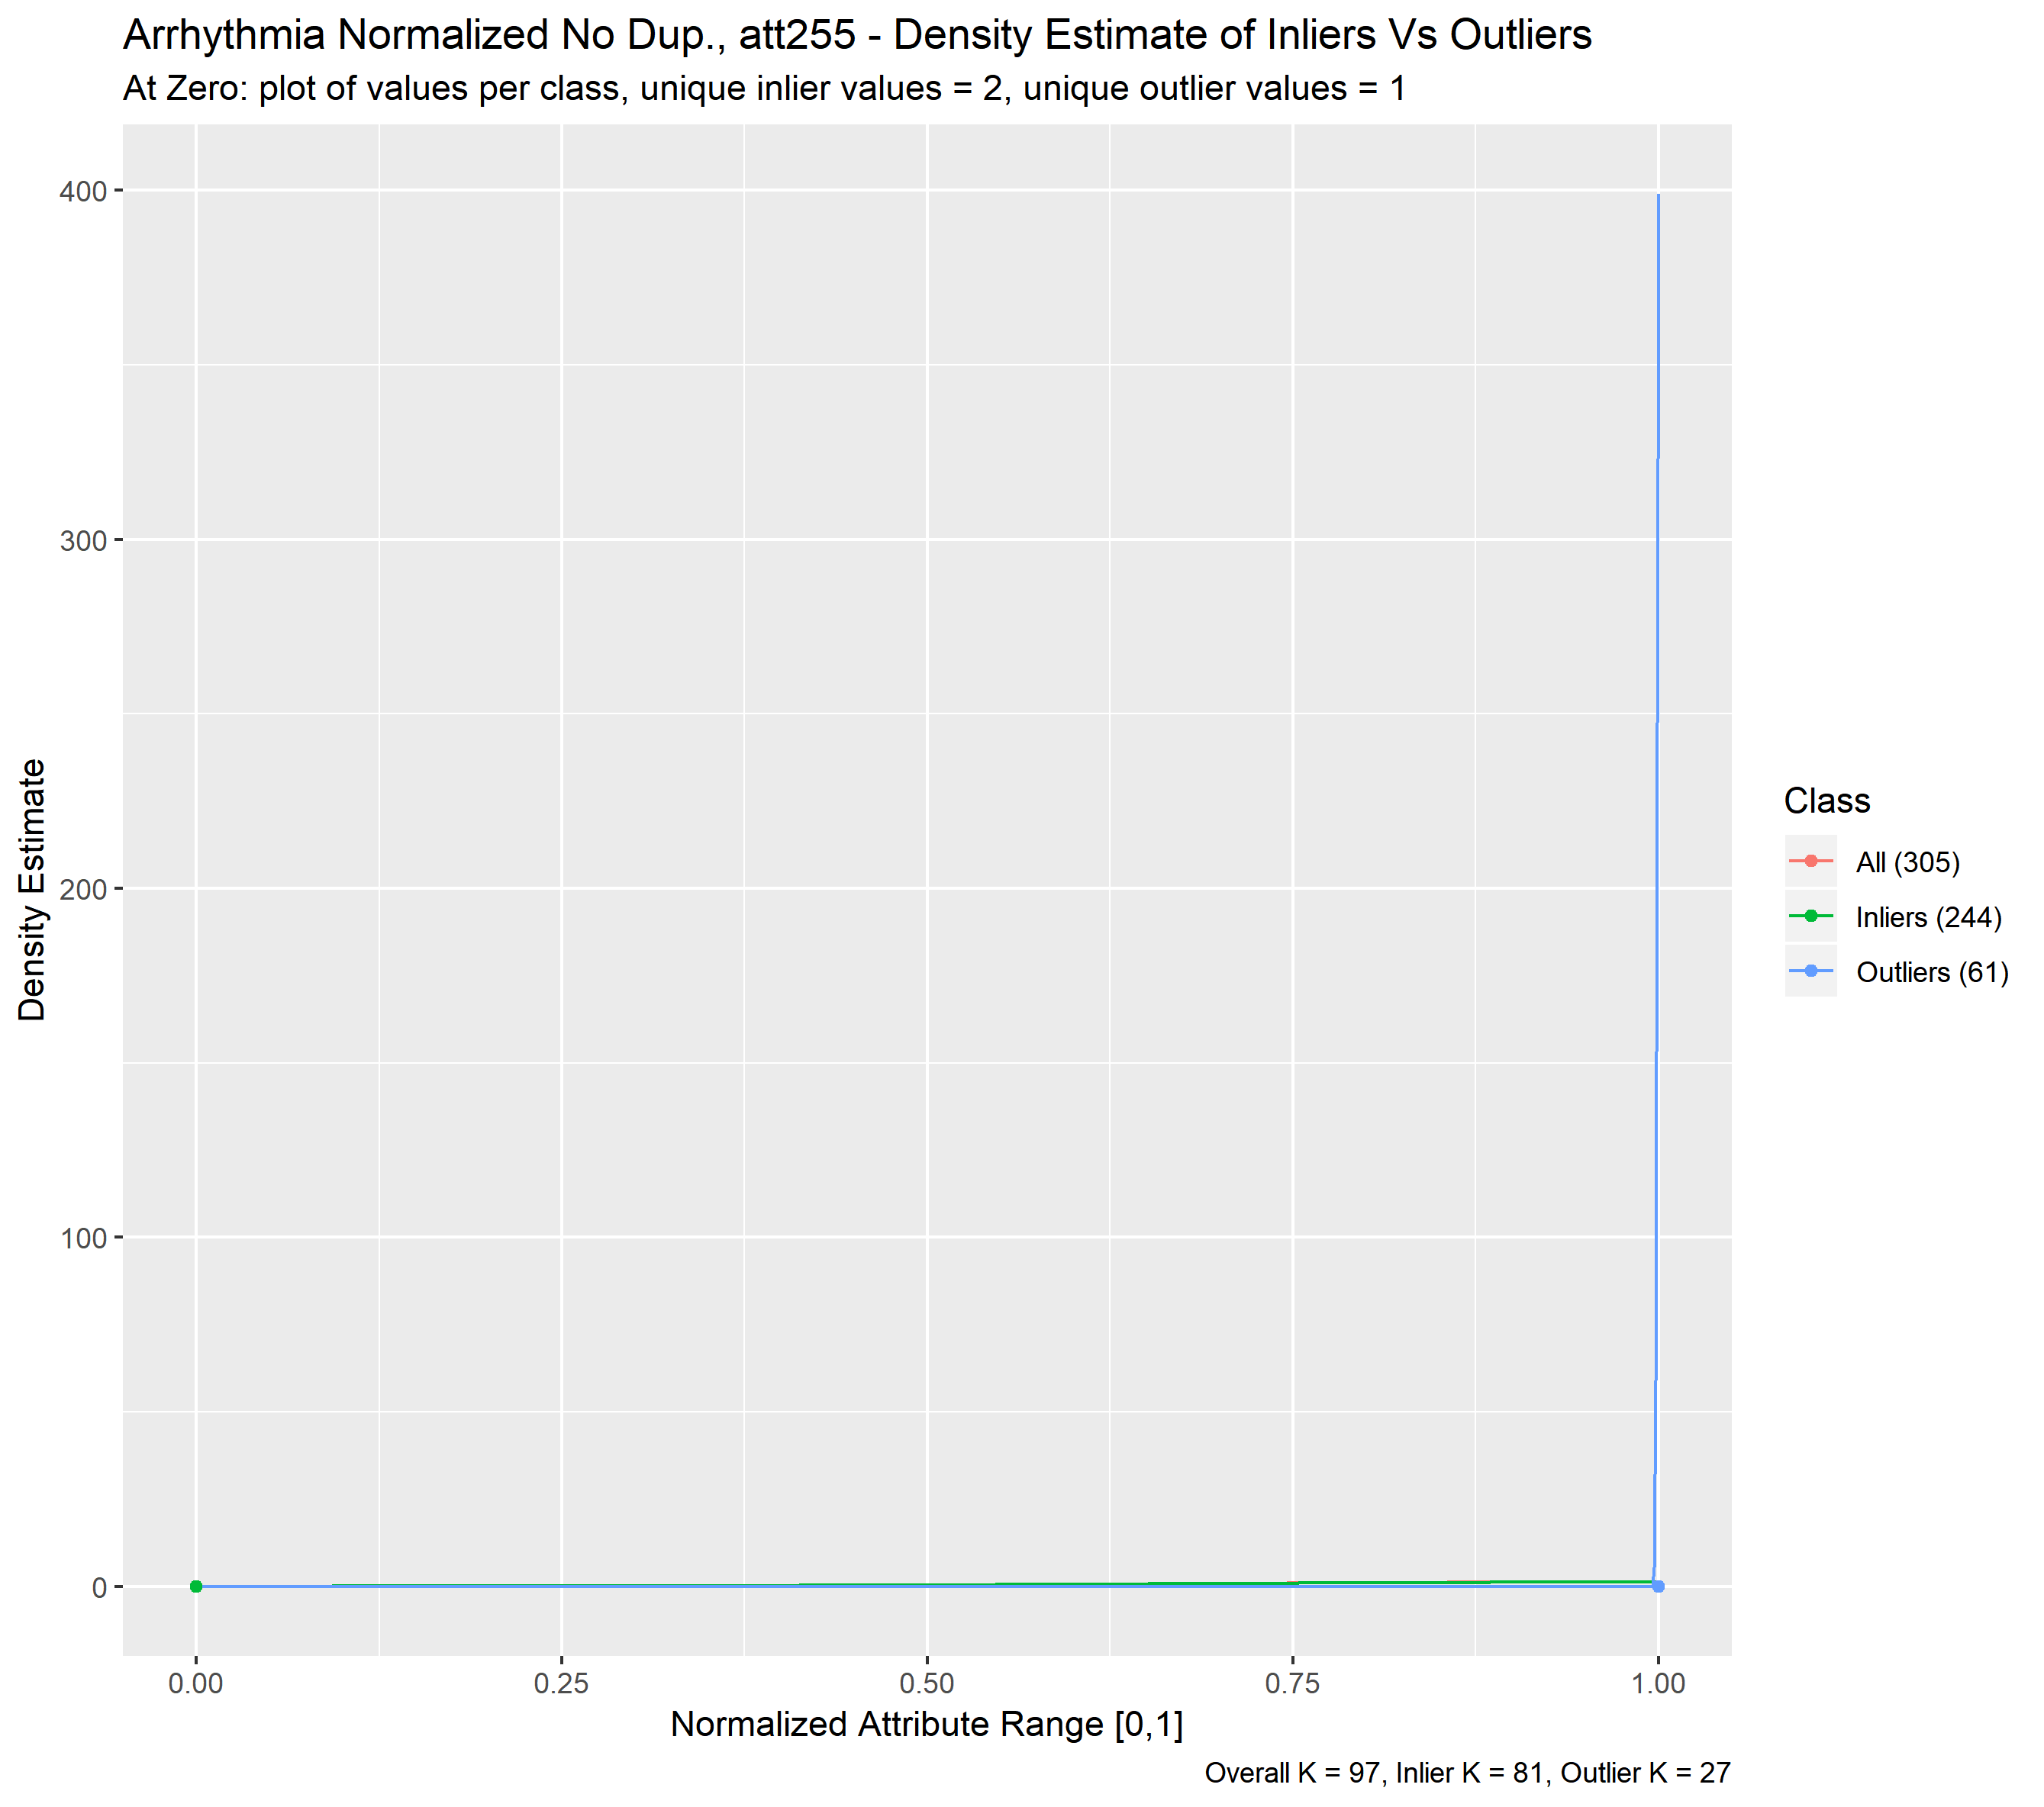 Arrhythmia Normalized No Dup., att255 - Density Estimate of Inliers Vs Outliers
At Zero: plot of values per class, unique inlier values = 2, unique outlier values = 1
400
300
200
100
0
Density Estimate
0.00 0.25 0.50 0.75 1.00
Normalized Attribute Range [0,1]
Class
All (305)
Inliers (244)
Outliers (61)
Overall K = 97, Inlier K = 81, Outlier K = 27